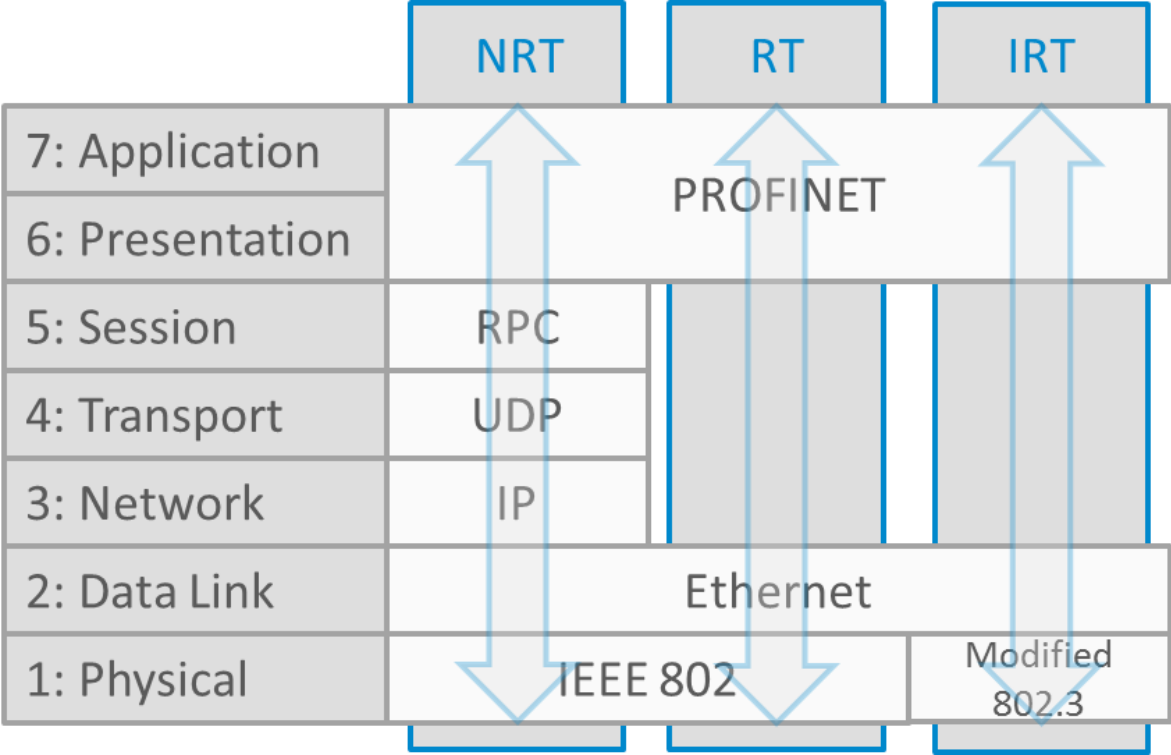 NRT RT IRT
7: Application
PROFINET
6: Presentation
5: Session RPC
4: Transport UDP
3: Network IP
2: Data Link Ethernet
1: Physical IEEE 802 Modified
802.3